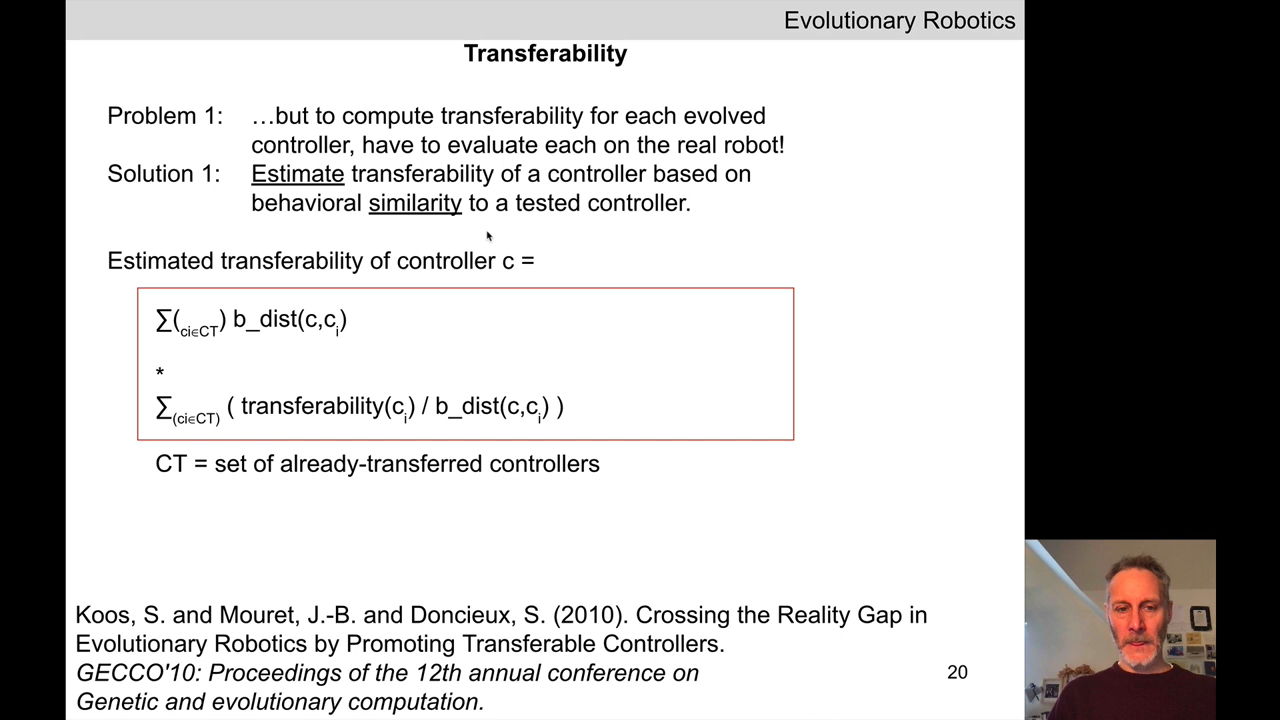 Evolutionary Robotics
Transferability
Problem 1: …but to compute transferability for each evolved
controller, have to evaluate each on the real robot!
Solution 1: Estimate transferability of a controller based on
behavioral similarity to a tested controller.
Estimated transferability of controller c =
∑(ci∈CT) b_dist(c,ci)
*
∑(ci∈CT) ( transferability(ci) / b_dist(c,ci) )
CT = set of already-transferred controllers
Koos, S. and Mouret, J.-B. and Doncieux, S. (2010). Crossing the Reality Gap in
Evolutionary Robotics by Promoting Transferable Controllers.
GECCO'10: Proceedings of the 12th annual conference on
Genetic and evolutionary computation.
20